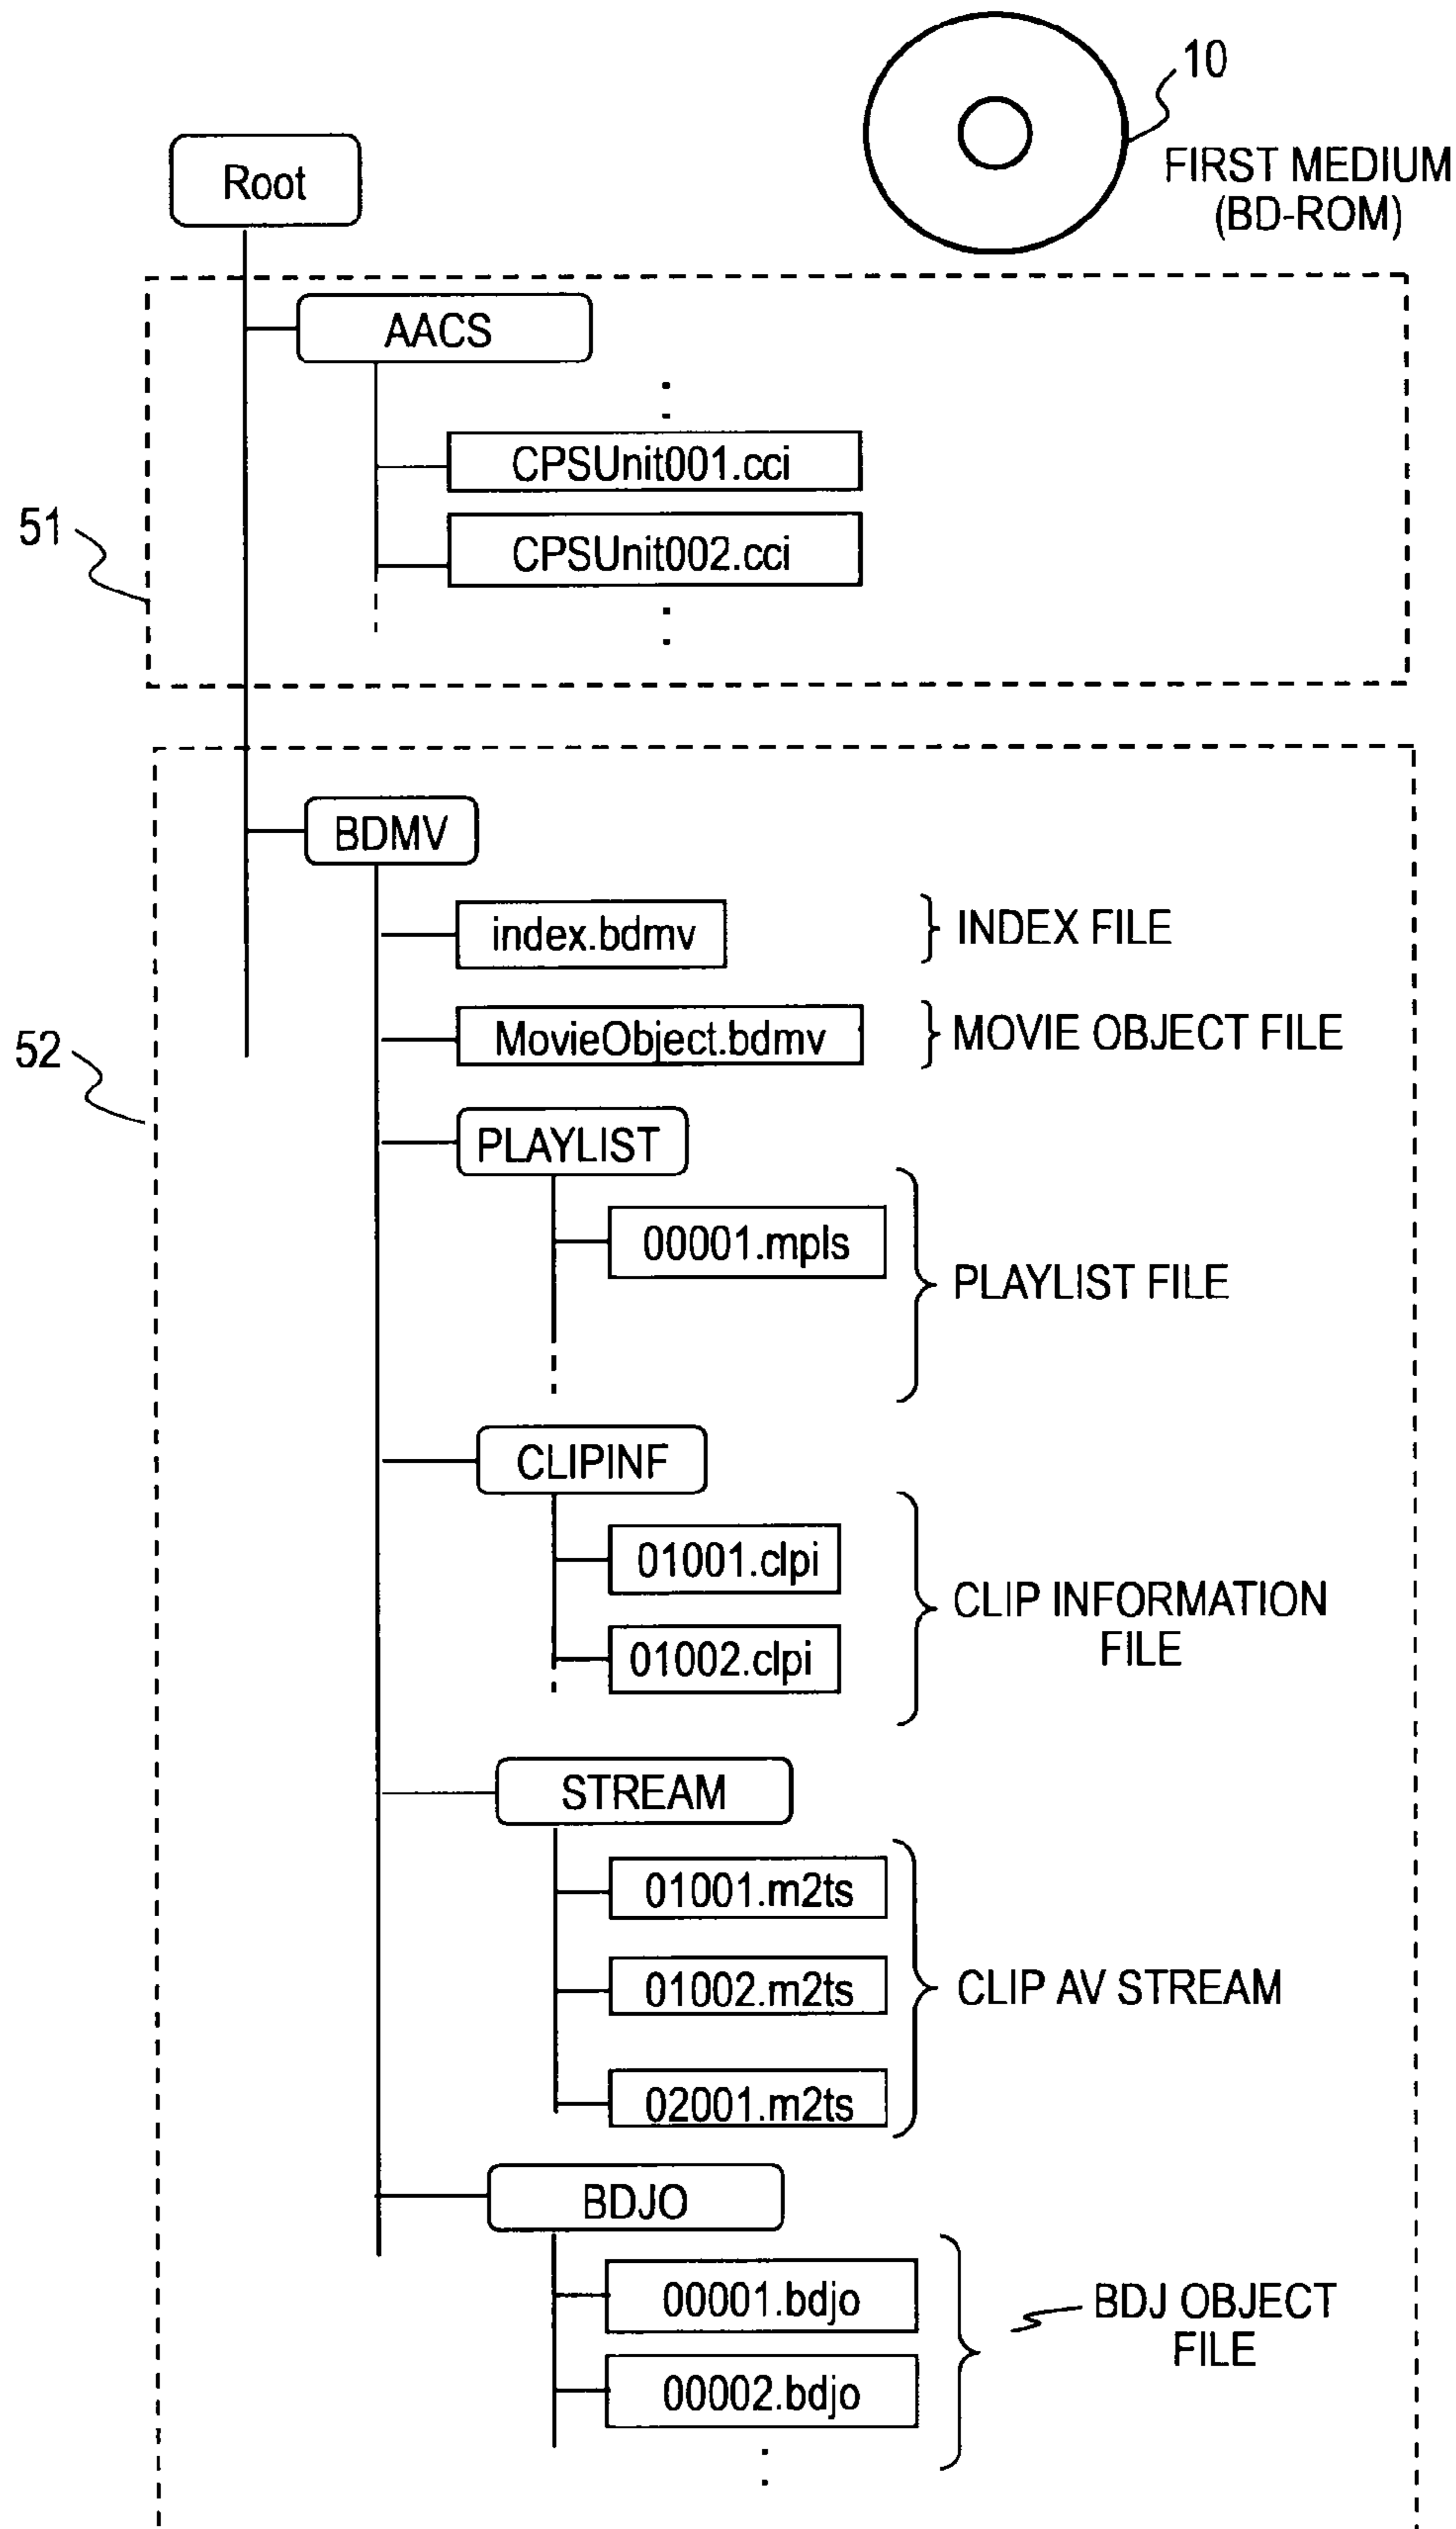 10
FIRST MEDIUM
(BD-ROM)
Root
AACS
CPSUnit001.cci
51
CPSUnit002.cci
BDMV
index.bdmv } INDEX FILE
52
MovieObject.bdmv } MOVIE OBJECT FILE
PLAYLIST
00001.mpls
PLAYLIST FILE
CLIPINF
01001.clpi
CLIP INFORMATION
FILE
01002.clpi
STREAM
01001.m2ts
01002.m2ts
CLIP AV STREAM
02001.m2ts
BDJO
00001.bdjo
BDJ OBJECT
FILE
00002.bdjo